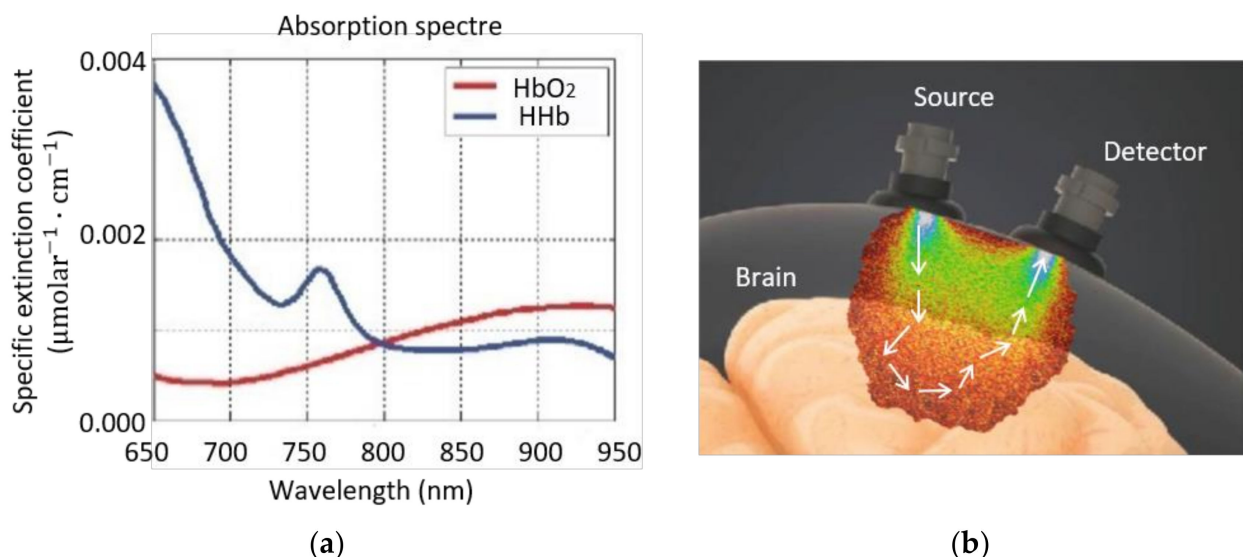 Absorption spectre
Specific extinction coefficient
(μmolar⁻¹ · cm⁻¹)
0.004
0.002
0.000
HbO₂
HHb
650 700 750 800 850 900 950
Wavelength (nm)
(a)
Source
Detector
Brain
(b)